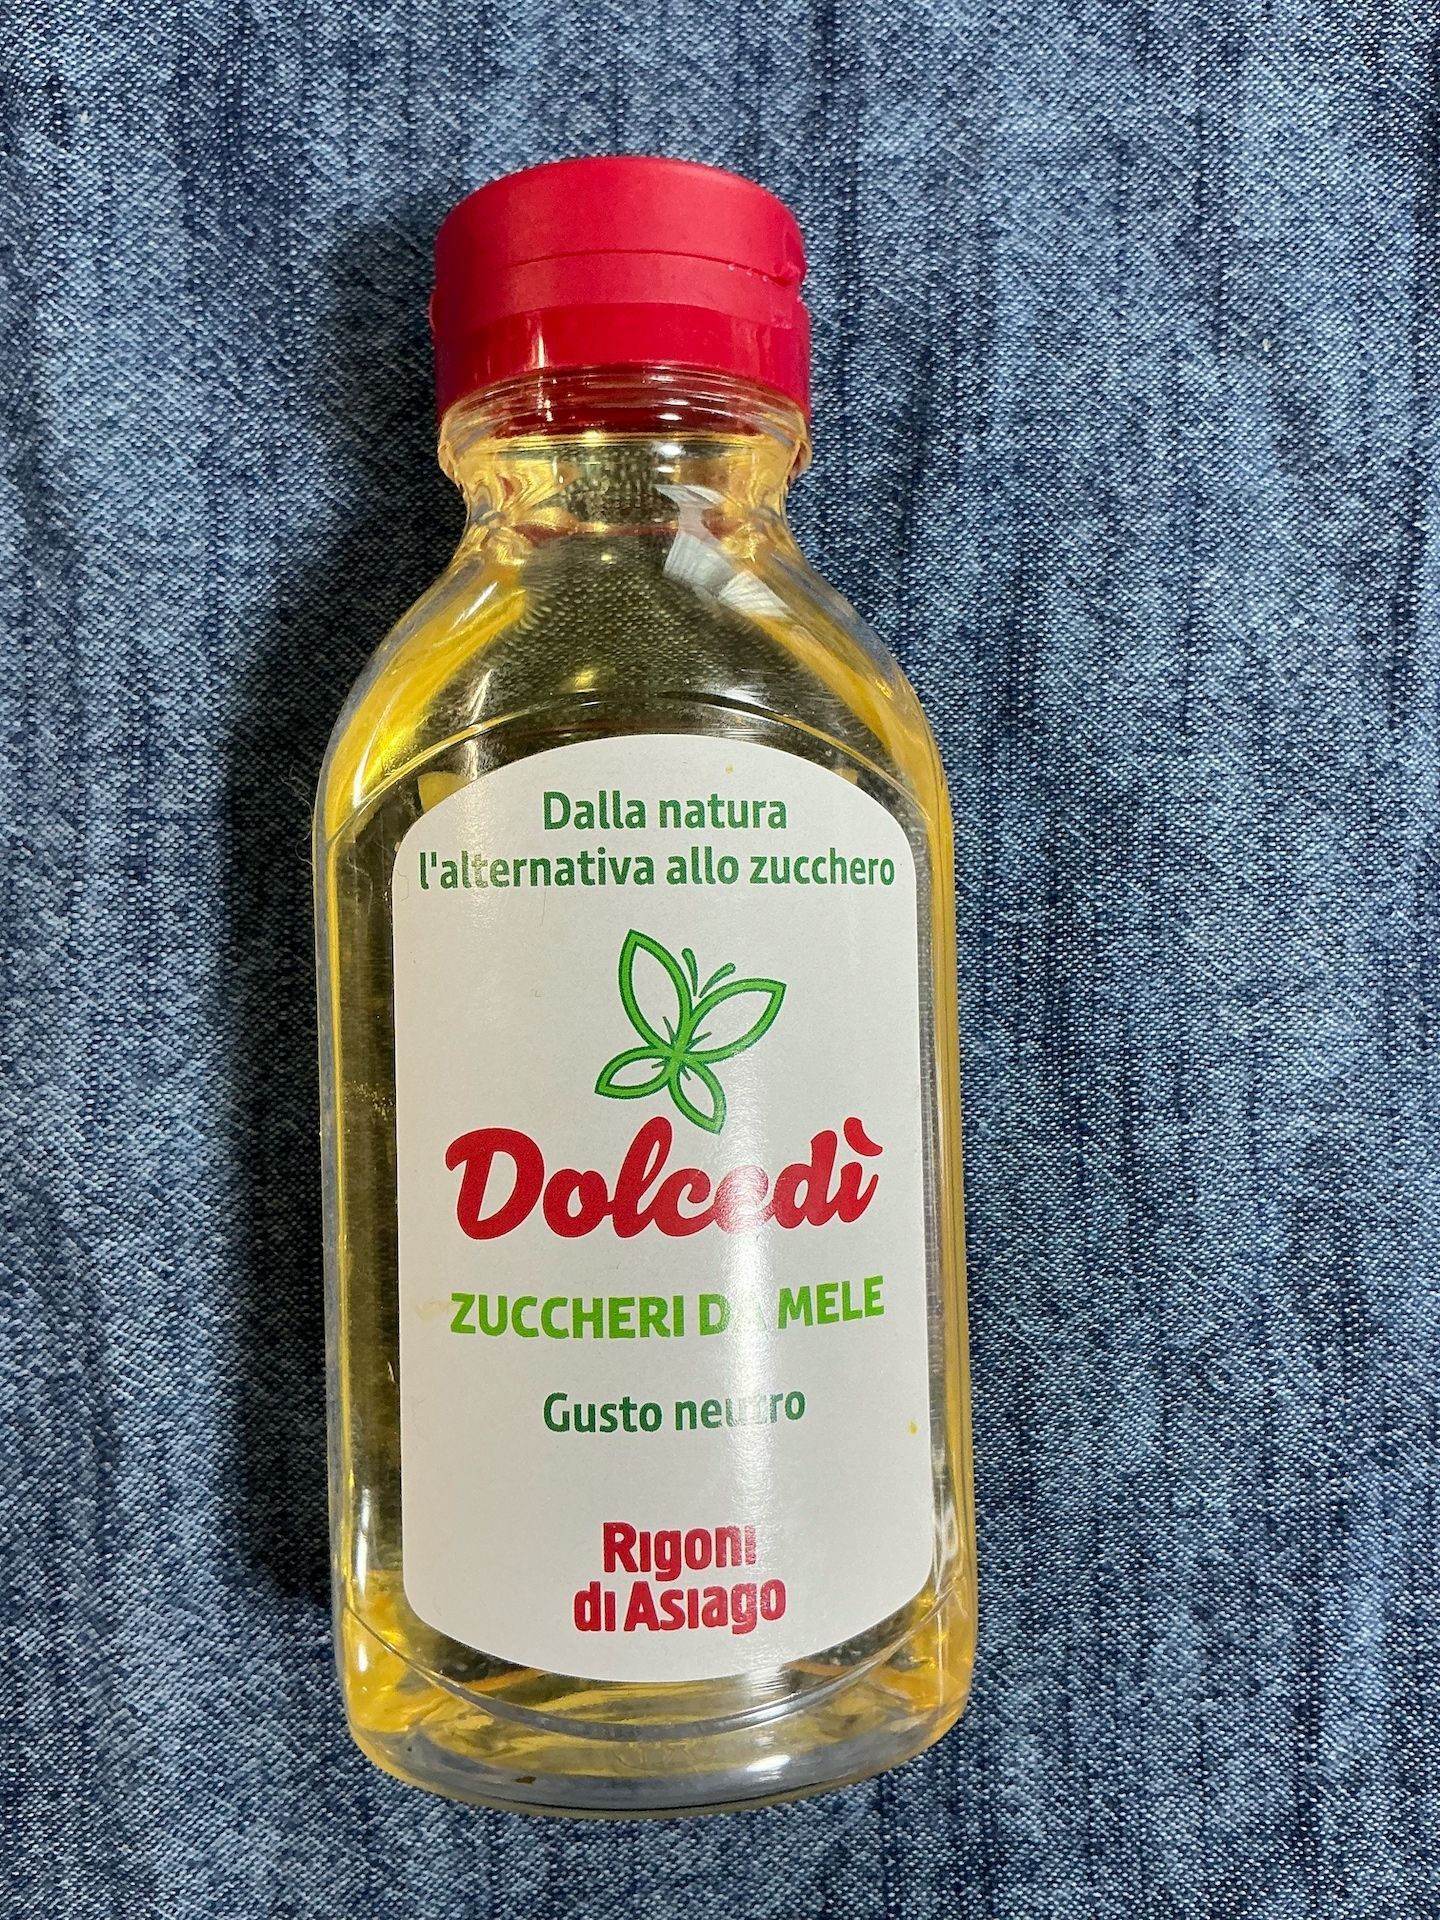 Dalla natura
l'alternativa allo zucchero
Dolcedì
ZUCCHERI DA MELE
Gusto neutro
Rigoni
di Asiago